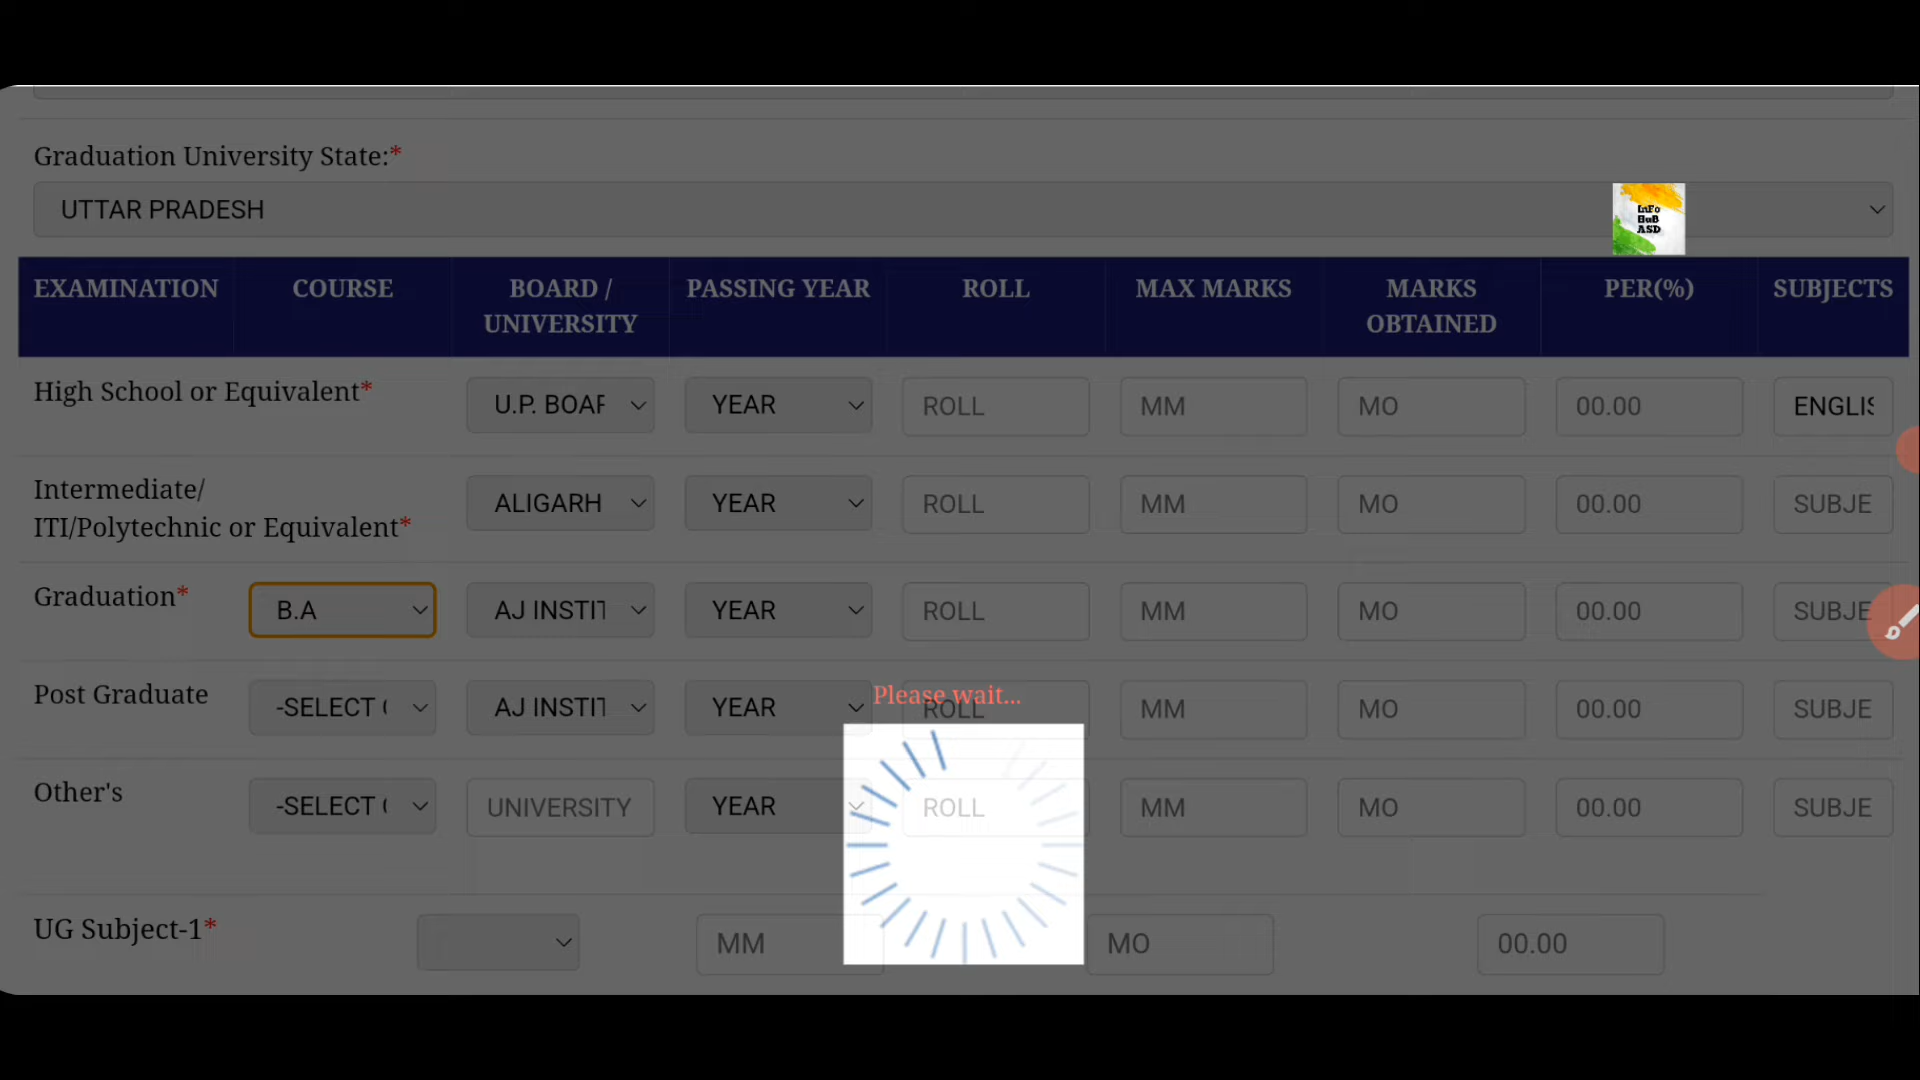 Graduation University State:*
UTTAR PRADESH
InFo
HuB
ASD
EXAMINATION COURSE BOARD / UNIVERSITY PASSING YEAR ROLL MAX MARKS MARKS OBTAINED PER(%) SUBJECTS
High School or Equivalent* U.P. BOAR YEAR ROLL MM MO 00.00 ENGLIS
Intermediate/
ITI/Polytechnic or Equivalent* ALIGARH YEAR ROLL MM MO 00.00 SUBJE
Graduation* B.A AJ INSTIT YEAR ROLL MM MO 00.00 SUBJE
Post Graduate -SELECT C AJ INSTIT YEAR ROLL MM MO 00.00 SUBJE
Please wait...
Other's -SELECT C UNIVERSITY YEAR ROLL MM MO 00.00 SUBJE
UG Subject-1* MM MO 00.00